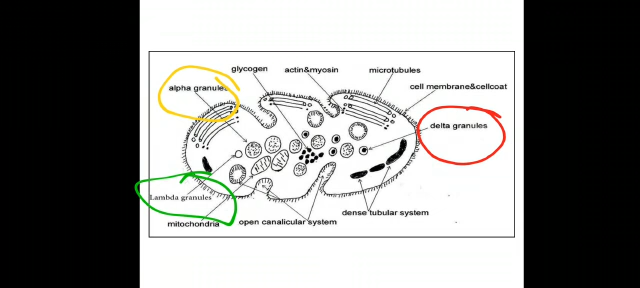 glycogen
actin&myosin
microtubules
alpha granules
cell membrane&cellcoat
delta granules
Lambda granules
mitochondria
open canalicular system
dense tubular system